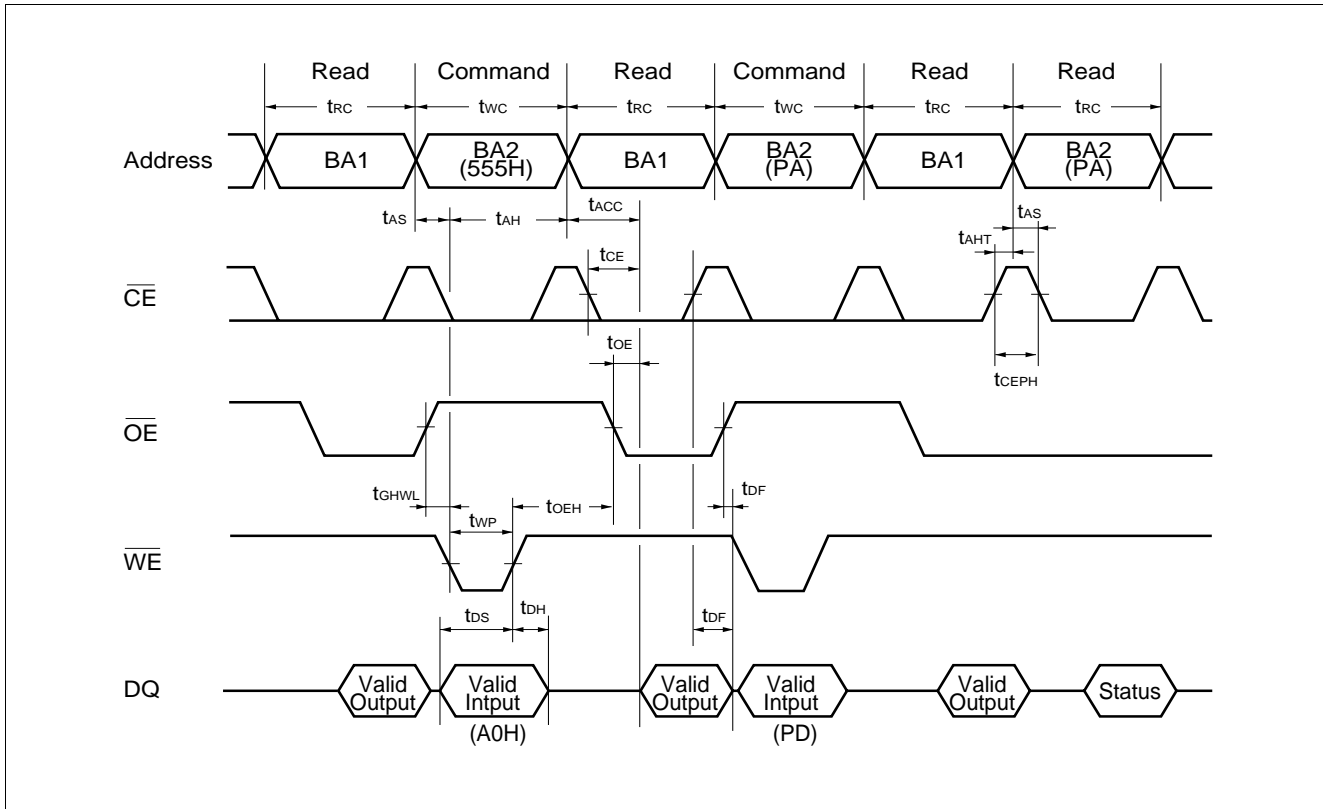 Read Command Read Command Read Read
tRC tWC tRC tWC tRC tRC
Address BA1 BA2 BA1 BA2 BA1 BA2
(555H) (PA) (PA)
tAS tAH tACC tAS
tAHT
tCE
CE
tOE
tCEPH
OE
tGHWL tDF
tWP tOEH
WE
tDS tDH tDF
DQ Valid Valid Valid Valid Valid Status
Output Intput Output Intput Output
(A0H) (PD)